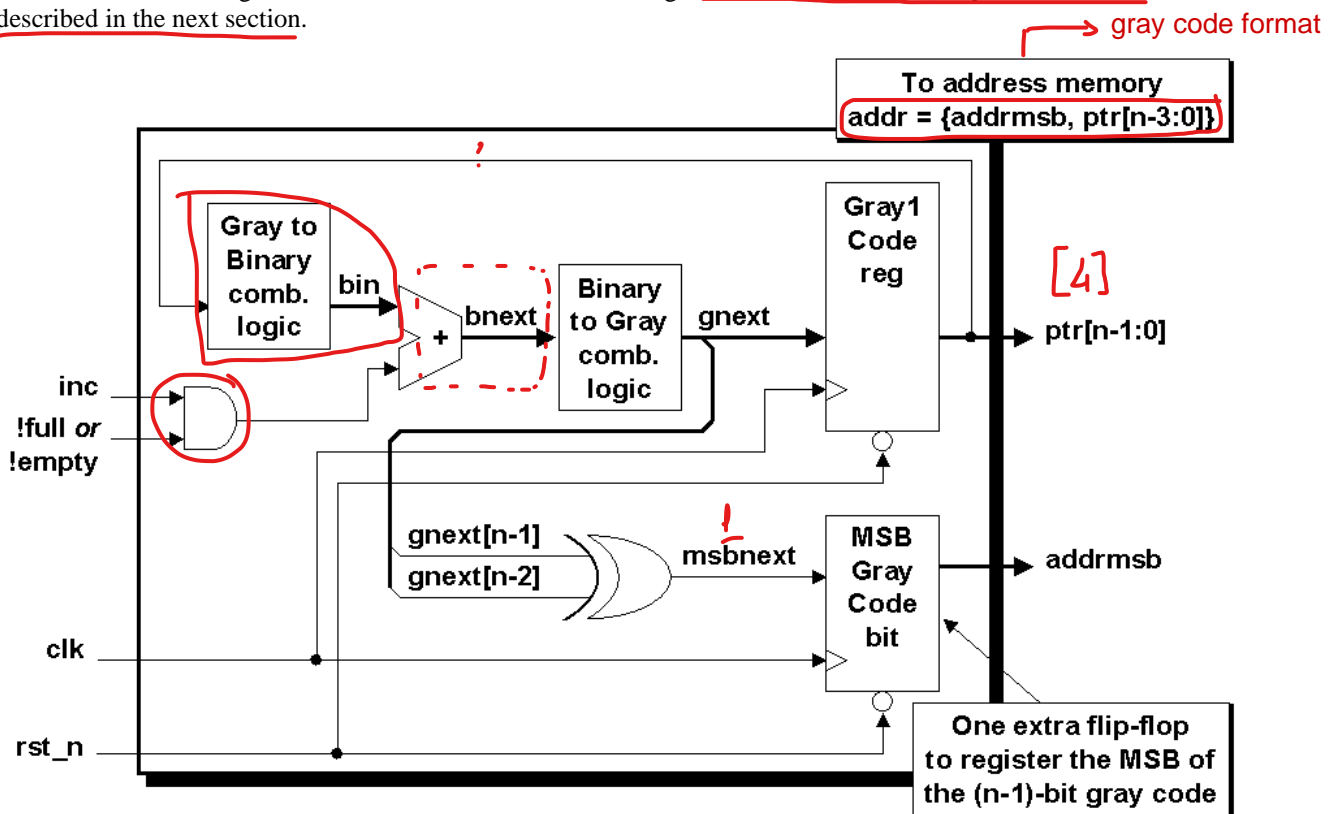 described in the next section.
gray code format
To address memory
addr = {addrmsb, ptr[n-3:0]}
Gray to
Binary
comb.
logic
bin
+
bnext
Binary
to Gray
comb.
logic
gnext
Gray1
Code
reg
[4]
ptr[n-1:0]
inc
!full or
!empty
gnext[n-1]
gnext[n-2]
msbnext
MSB
Gray
Code
bit
addrmsb
clk
rst_n
One extra flip-flop
to register the MSB of
the (n-1)-bit gray code